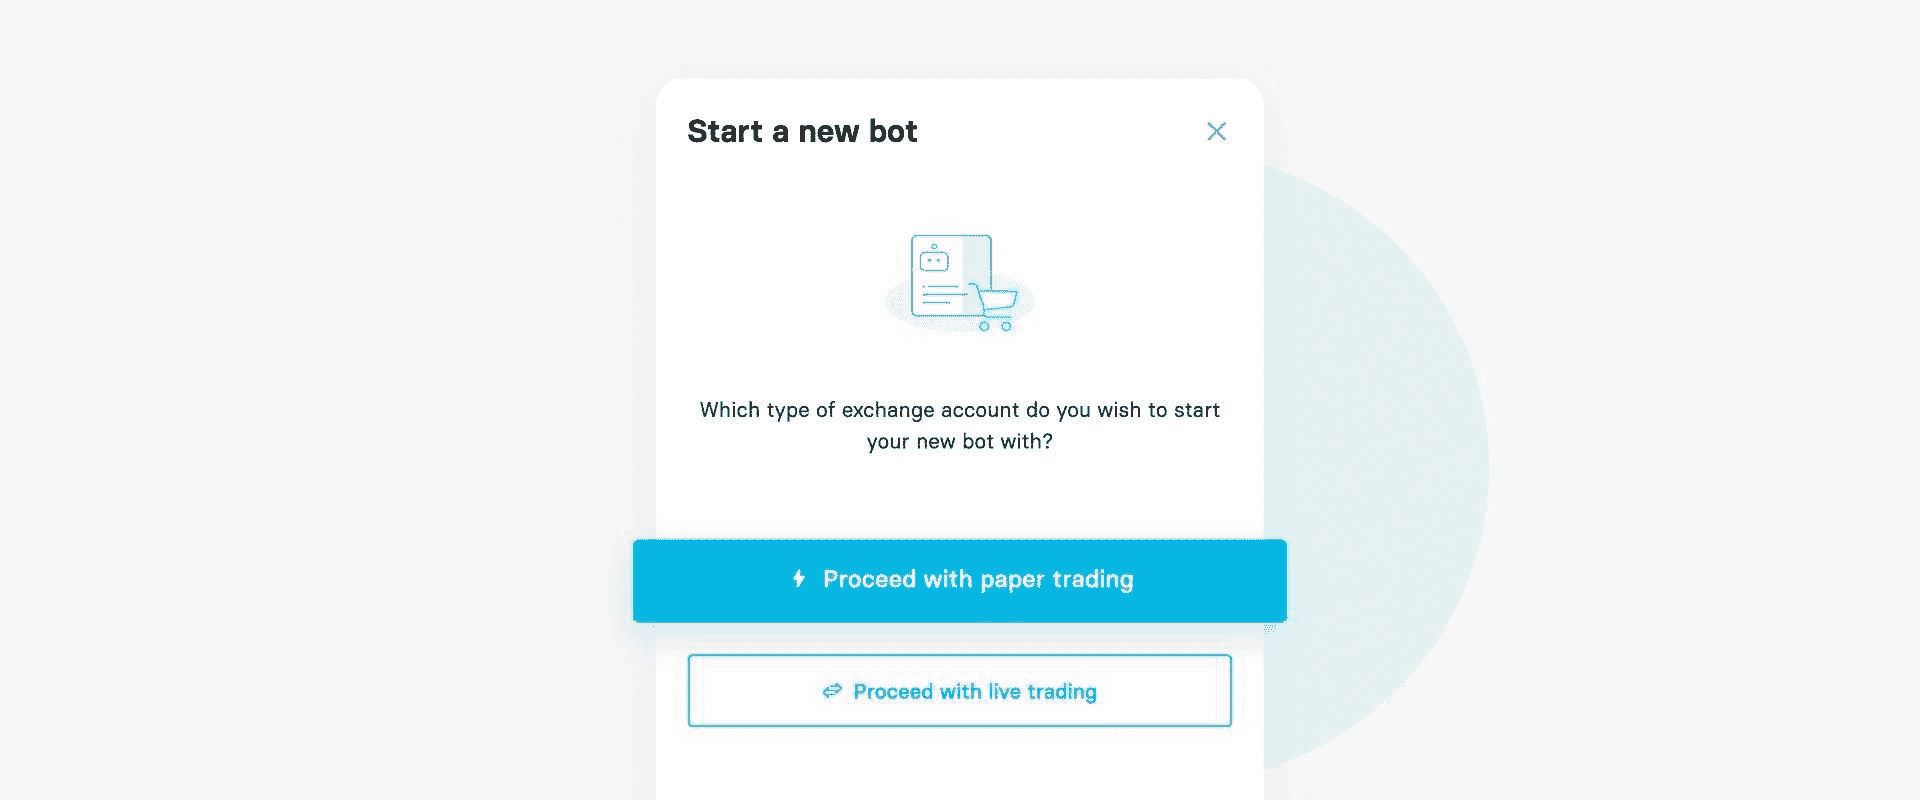 Start a new bot
Which type of exchange account do you wish to start
your new bot with?
Proceed with paper trading
Proceed with live trading